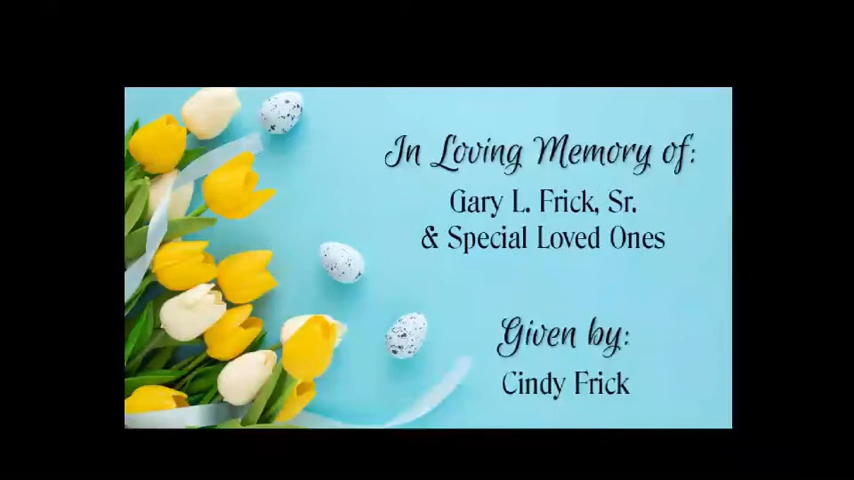 In Loving Memory of:
Gary L. Frick, Sr.
& Special Loved Ones
Given by:
Cindy Frick